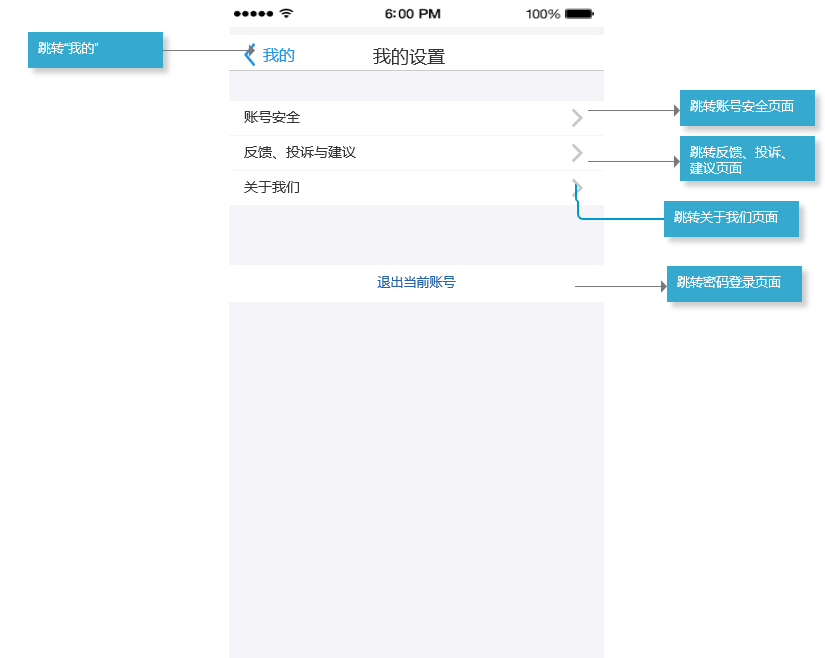 6:00 PM
100%
跳转“我的”
我的
我的设置
账号安全
跳转账号安全页面
反馈、投诉与建议
跳转反馈、投诉、
建议页面
关于我们
跳转关于我们页面
退出当前账号
跳转密码登录页面